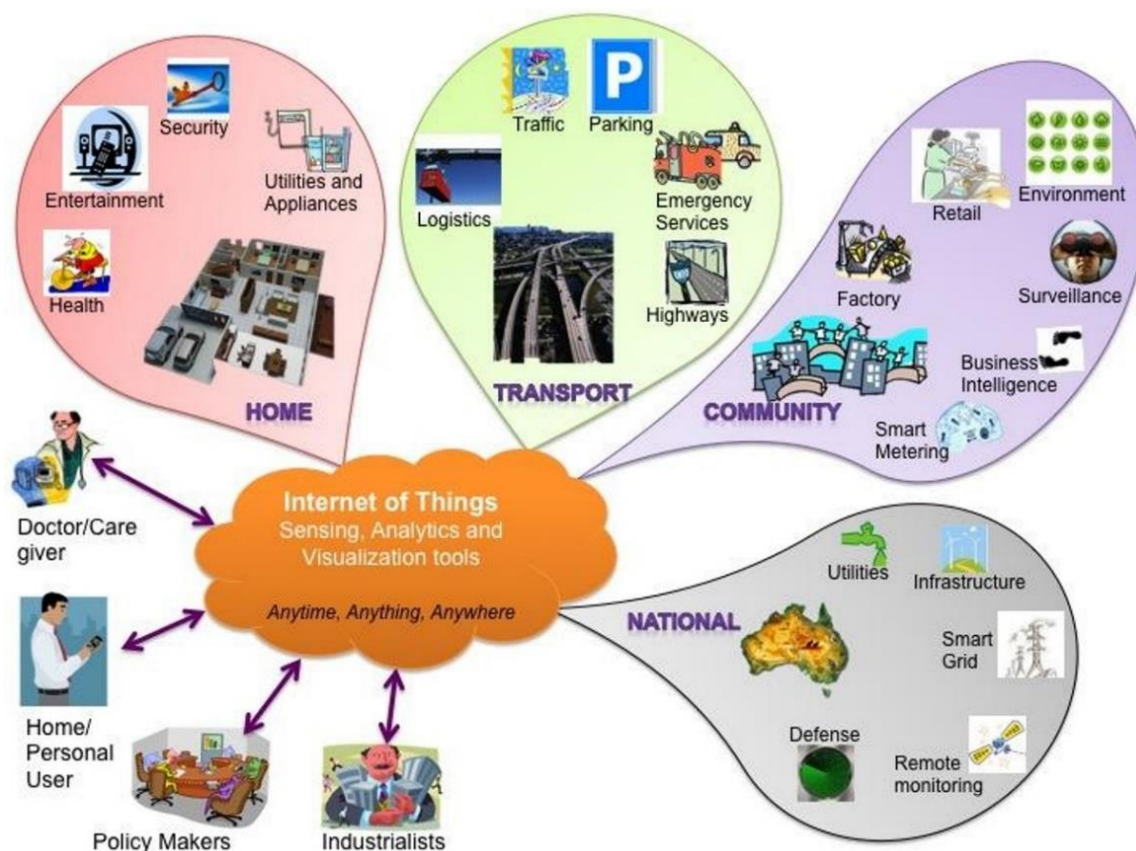 Security
Entertainment
Utilities and
Appliances
Health
HOME
Traffic
P
Parking
Logistics
Emergency
Services
Highways
TRANSPORT
Retail
Environment
Factory
Surveillance
Business
Intelligence
COMMUNITY
Smart
Metering
Internet of Things
Sensing, Analytics and
Visualization tools
Anytime, Anything, Anywhere
Doctor/Care
giver
Home/
Personal
User
Policy Makers
Industrialists
NATIONAL
Utilities
Infrastructure
Smart
Grid
Defense
Remote
monitoring